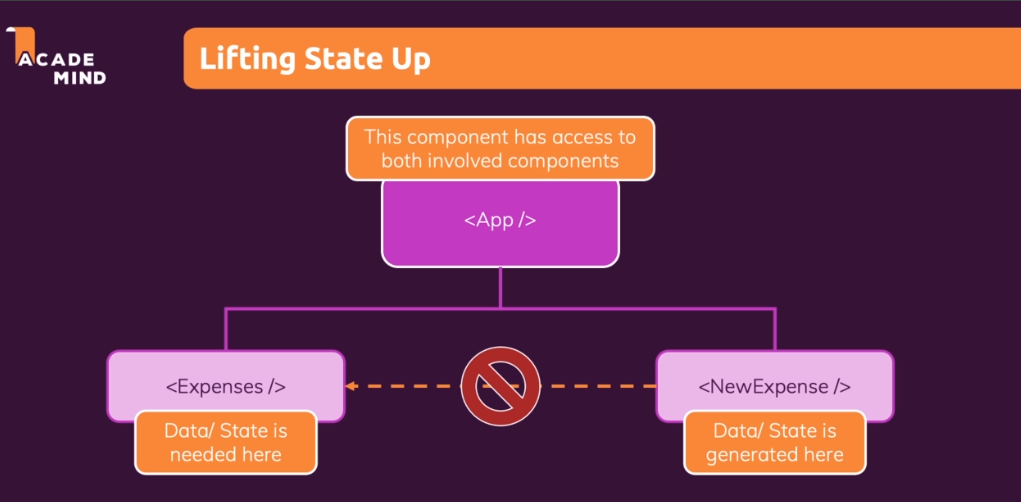 ACADE
MIND
Lifting State Up
This component has access to
both involved components
<App />
<Expenses />
<NewExpense />
Data/ State is
needed here
Data/ State is
generated here